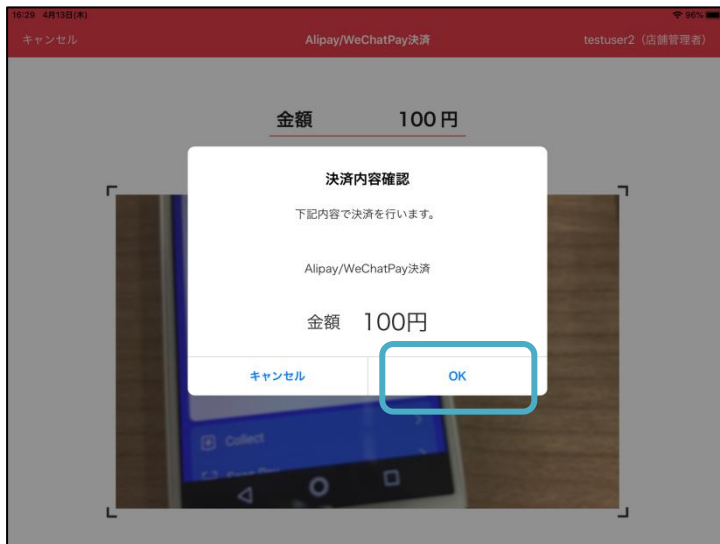 16:29 4月13日(木)
96%
キャンセル
Alipay/WeChatPay決済
testuser2（店舗管理者）
金額 100 円
決済内容確認
下記内容で決済を行います。
Alipay/WeChatPay決済
金額 100円
キャンセル
OK
Collect